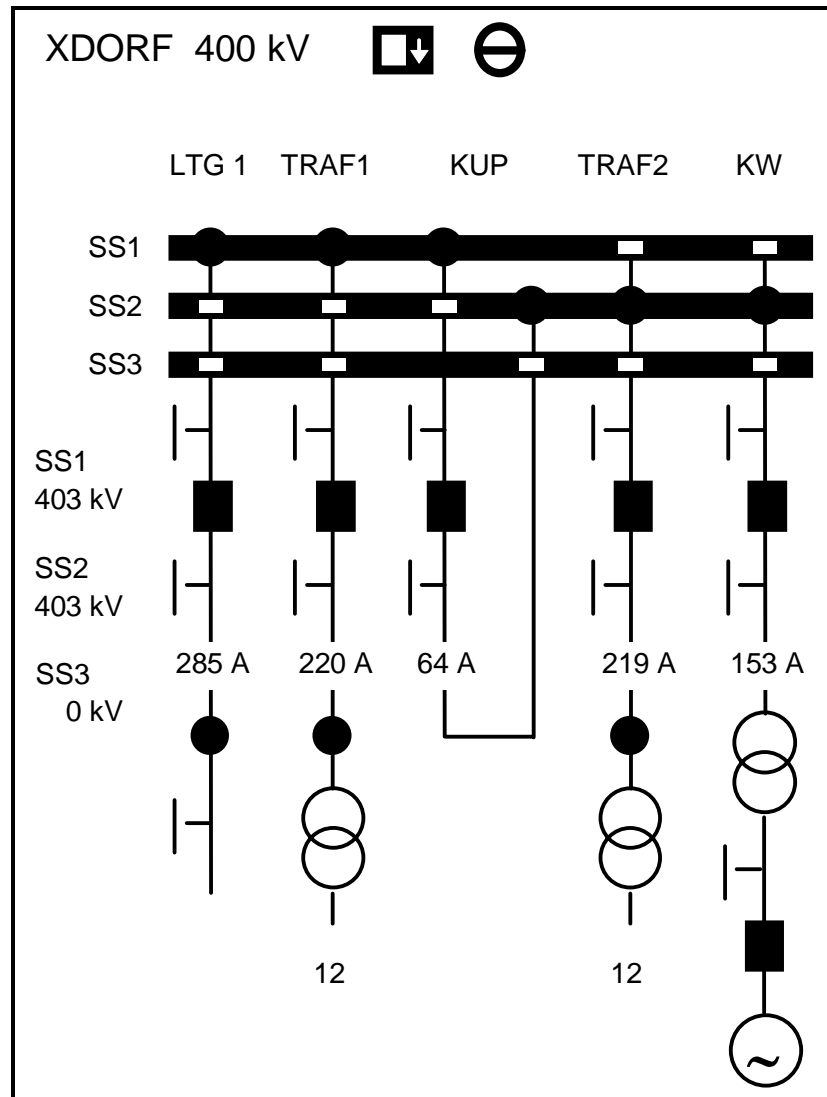 XDORF 400 kV
LTG 1 TRAF1 KUP TRAF2 KW
SS1
SS2
SS3
SS1
403 kV
SS2
403 kV
SS3
0 kV
285 A 220 A 64 A 219 A 153 A
12 12
~